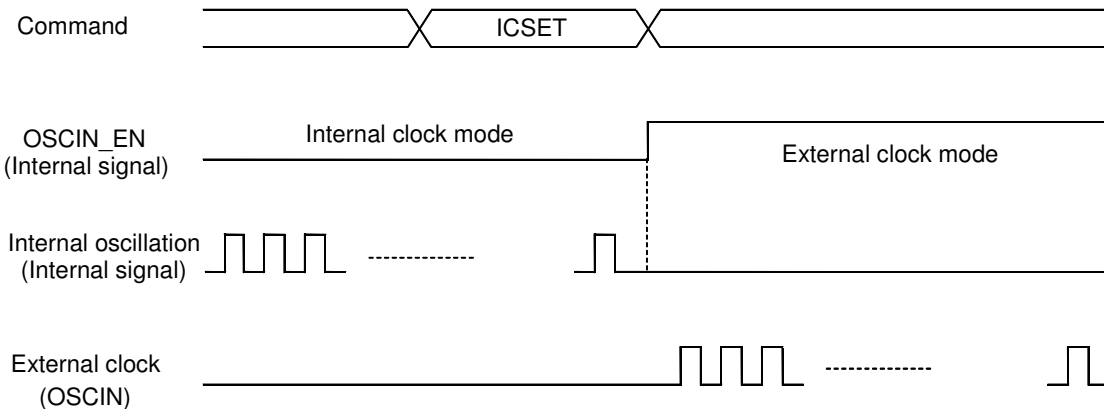 Command
ICSET
OSCIN_EN
(Internal signal)
Internal clock mode
External clock mode
Internal oscillation
(Internal signal)
External clock
(OSCIN)